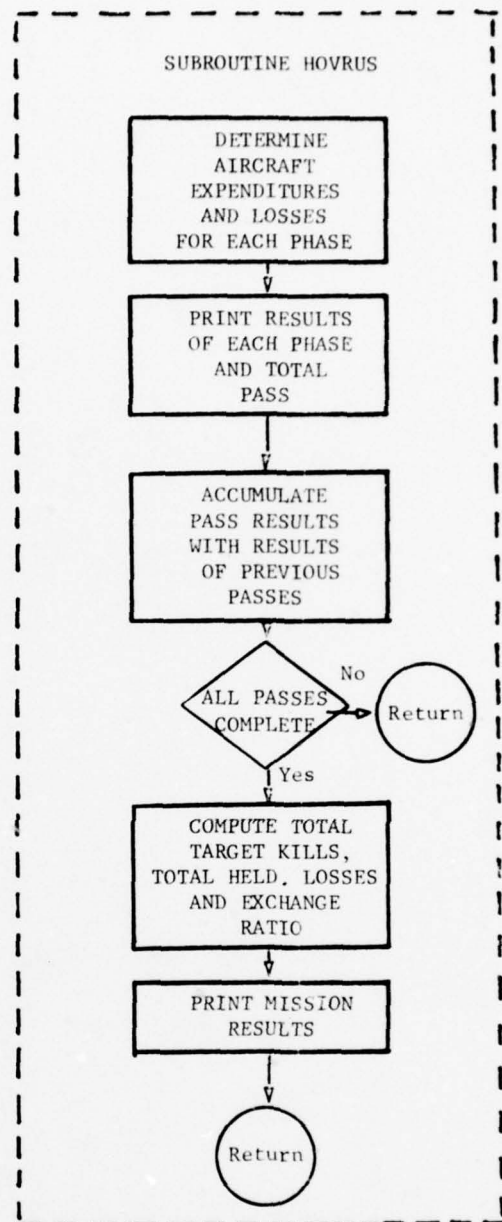 SUBROUTINE HOVRUS
DETERMINE
AIRCRAFT
EXPENDITURES
AND LOSSES
FOR EACH PHASE
PRINT RESULTS
OF EACH PHASE
AND TOTAL
PASS
ACCUMULATE
PASS RESULTS
WITH RESULTS
OF PREVIOUS
PASSES
No
ALL PASSES
COMPLETE
Return
Yes
COMPUTE TOTAL
TARGET KILLS,
TOTAL HELD. LOSSES
AND EXCHANGE
RATIO
PRINT MISSION
RESULTS
Return